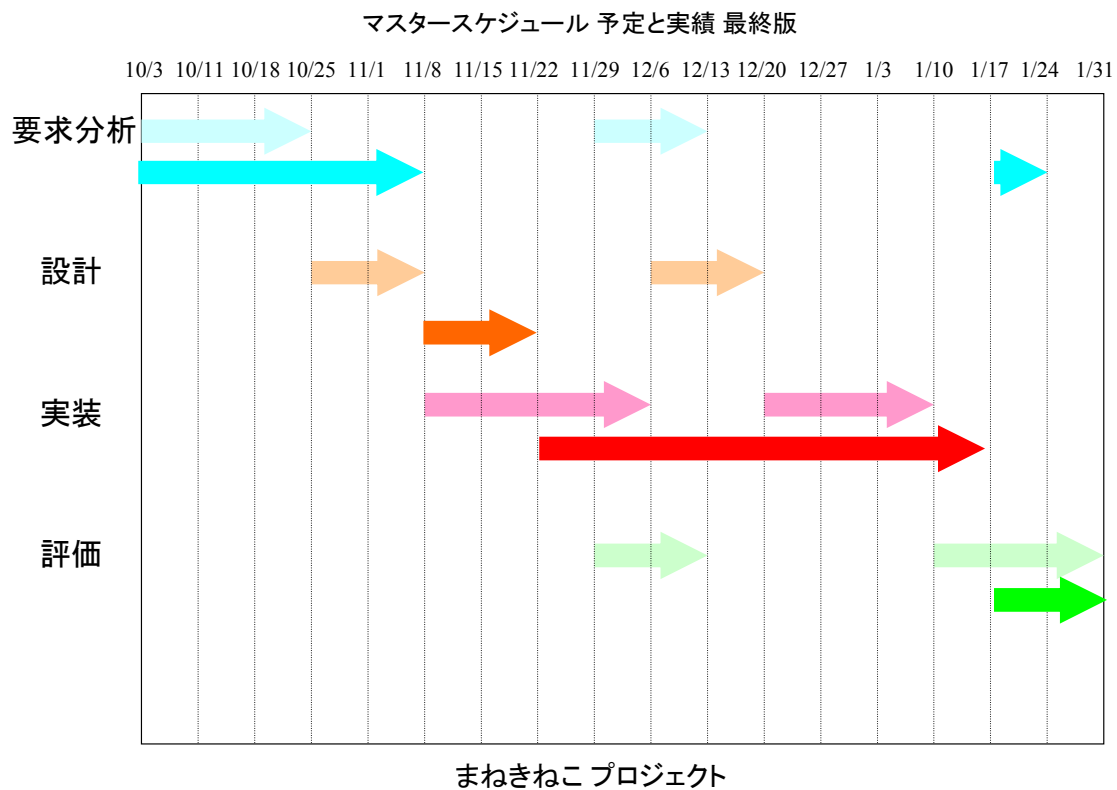 マスタースケジュール 予定と実績 最終版
10/3 10/11 10/18 10/25 11/1 11/8 11/15 11/22 11/29 12/6 12/13 12/20 12/27 1/3 1/10 1/17 1/24 1/31
要求分析
設計
実装
評価
まねきねこ プロジェクト